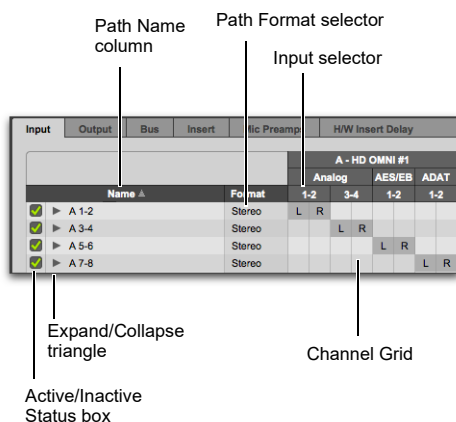 Path Name
column
Path Format selector
Input selector
Input Output Bus Insert Mic Preamps H/W Insert Delay
A - HD OMNI #1
Analog AES/EB ADAT
Name Format 1-2 3-4 1-2 1-2
A 1-2 Stereo L R
A 3-4 Stereo L R
A 5-6 Stereo L R
A 7-8 Stereo L R
Expand/Collapse
triangle
Channel Grid
Active/Inactive
Status box